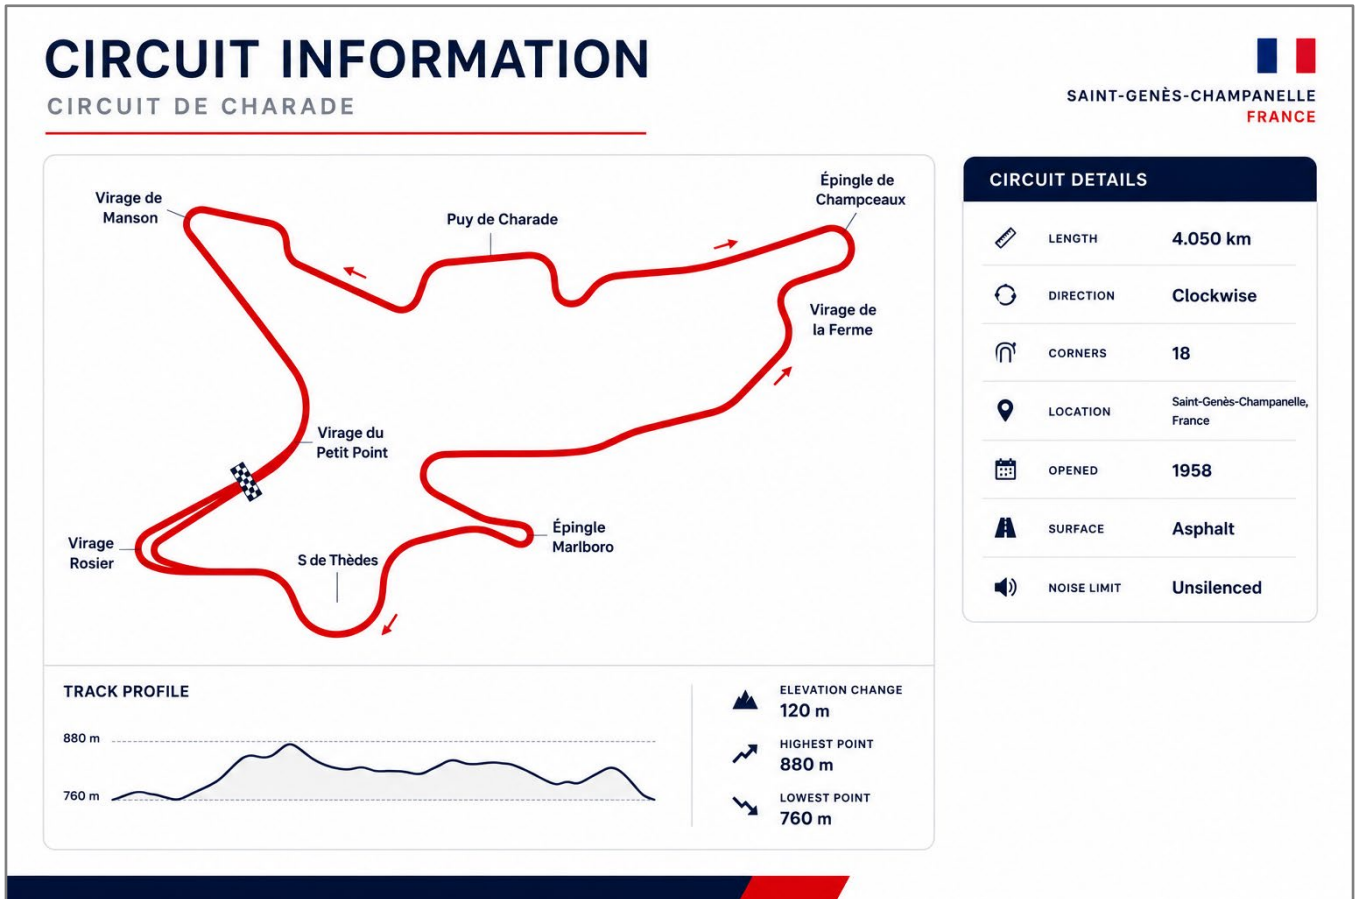 CIRCUIT INFORMATION
CIRCUIT DE CHARADE
SAINT-GENÈS-CHAMPANELLE
FRANCE
Virage de
Manson
Puy de Charade
Épingle de
Champceaux
Virage de
la Ferme
Virage du
Petit Point
Virage
Rosier
S de Thèdes
Épingle
Marlboro
CIRCUIT DETAILS
LENGTH 4.050 km
DIRECTION Clockwise
CORNERS 18
LOCATION Saint-Genès-Champanelle,
France
OPENED 1958
SURFACE Asphalt
NOISE LIMIT Unsilenced
TRACK PROFILE
880 m
760 m
ELEVATION CHANGE
120 m
HIGHEST POINT
880 m
LOWEST POINT
760 m